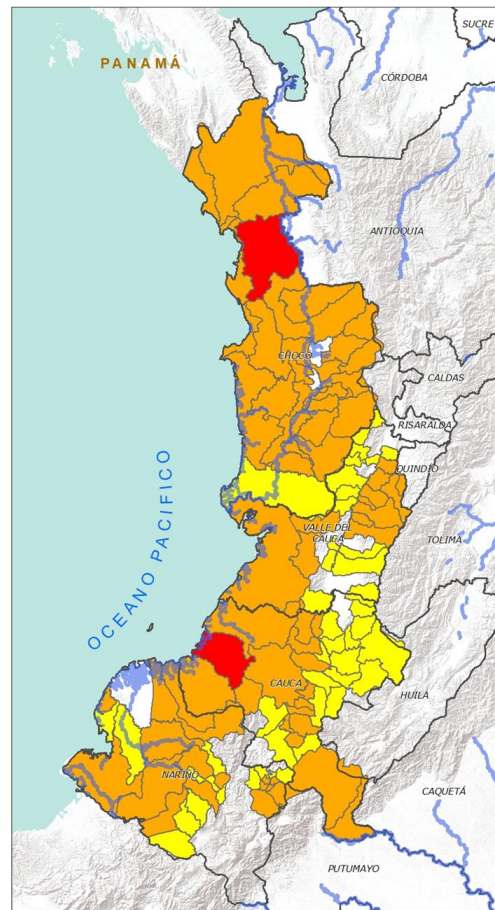 SUCRE
PANAMÁ
CÓRDOBA
ANTIOQUIA
CHOCÓ
CALDAS
RISARALDA
QUINDÍO
VALLE DEL
CAUCA
TOLIMA
OCEANO PACIFICO
CAUCA
HUILA
NARIÑO
CAQUETÁ
PUTUMAYO